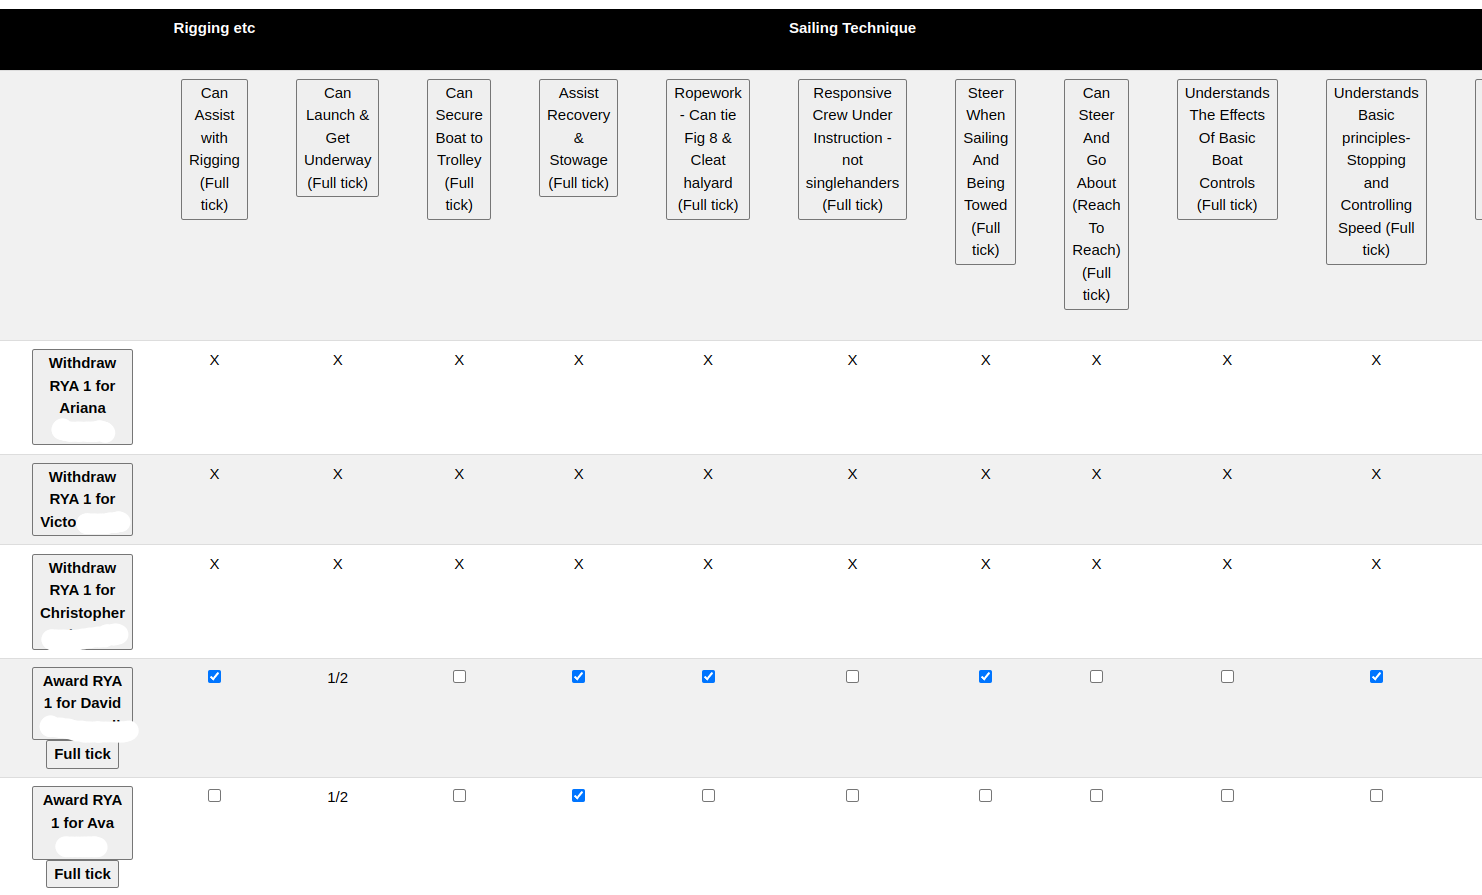 Rigging etc Sailing Technique
Can Assist with Rigging (Full tick)
Can Launch & Get Underway (Full tick)
Can Secure Boat to Trolley (Full tick)
Assist Recovery & Stowage (Full tick)
Ropework - Can tie Fig 8 & Cleat halyard (Full tick)
Responsive Crew Under Instruction - not singlehanders (Full tick)
Steer When Sailing And Being Towed (Full tick)
Can Steer And Go About (Reach To Reach) (Full tick)
Understands The Effects Of Basic Boat Controls (Full tick)
Understands Basic principles- Stopping and Controlling Speed (Full tick)
Withdraw RYA 1 for Ariana
X X X X X X X X X X
Withdraw RYA 1 for Victo
X X X X X X X X X X
Withdraw RYA 1 for Christopher
X X X X X X X X X X
Award RYA 1 for David
1/2
Full tick
Award RYA 1 for Ava
1/2
Full tick